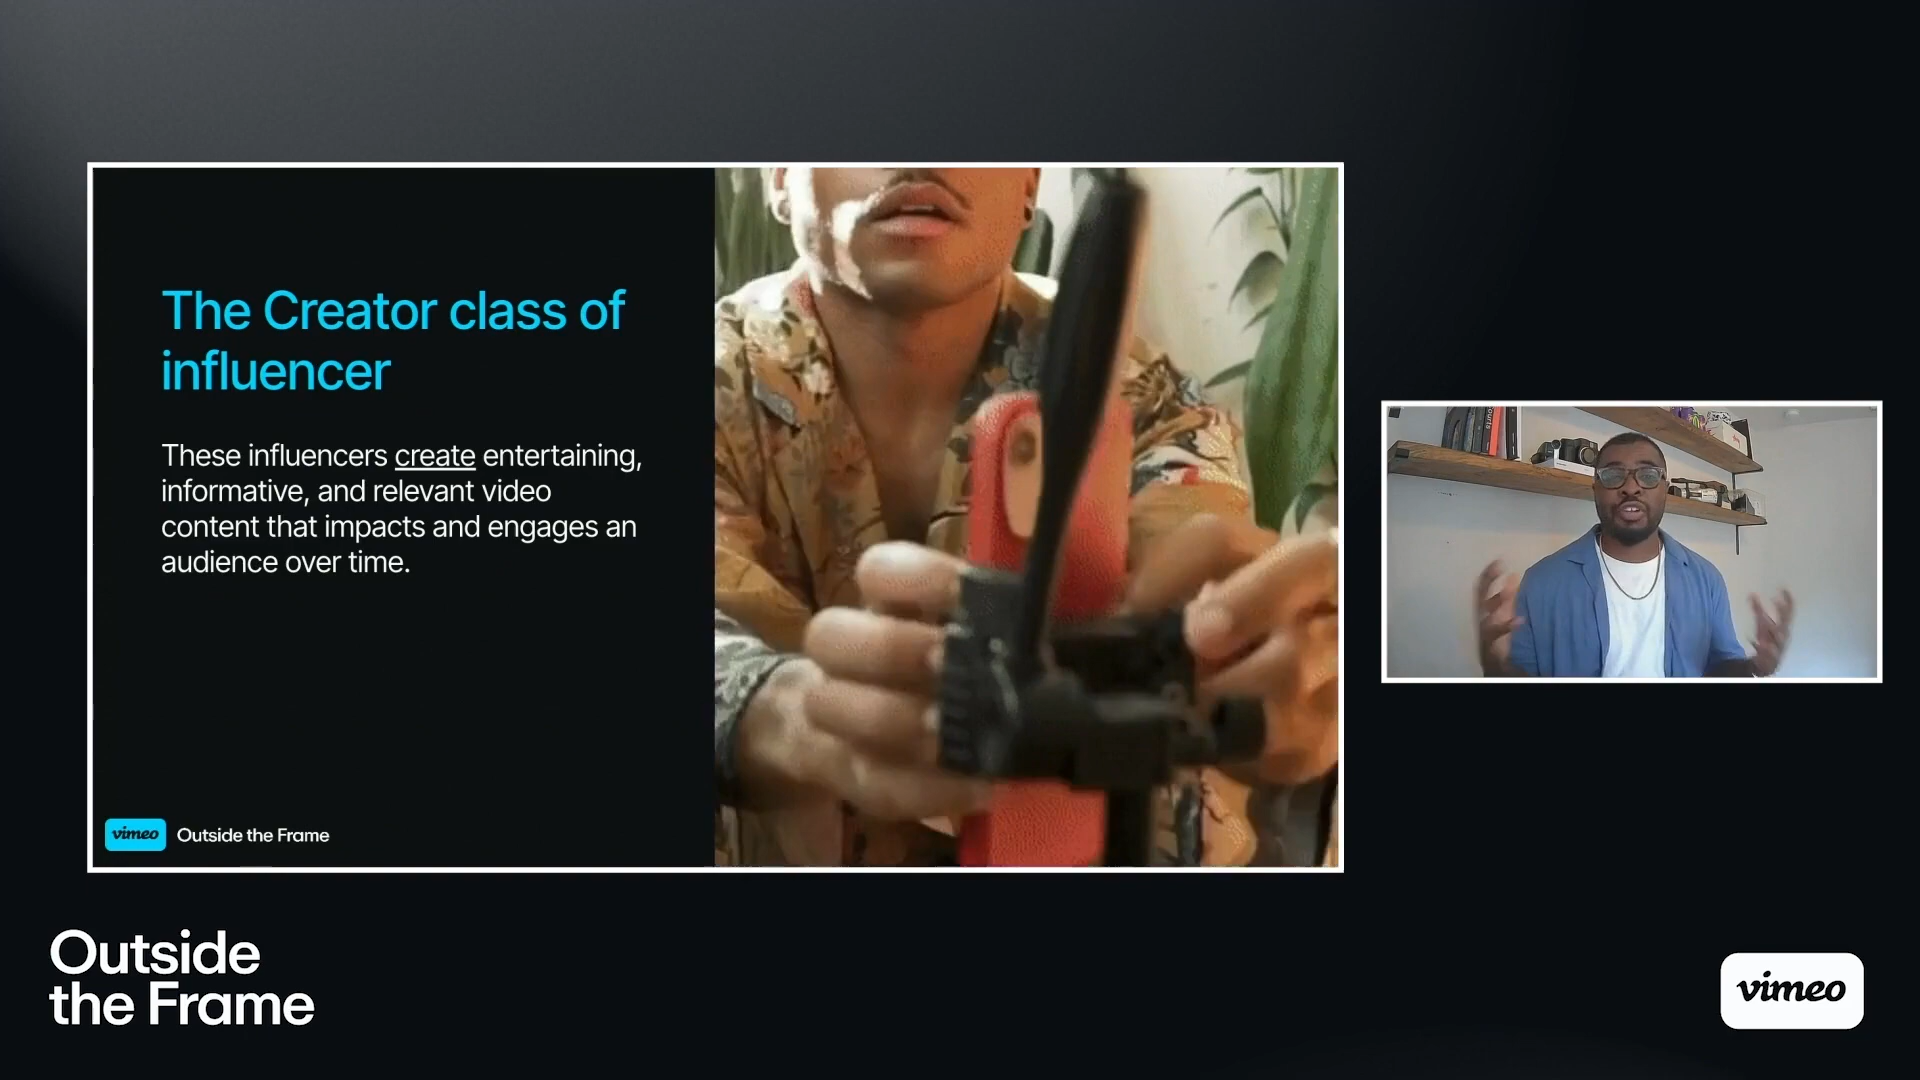 The Creator class of
influencer
These influencers create entertaining,
informative, and relevant video
content that impacts and engages an
audience over time.
vimeo Outside the Frame
Outside
the Frame
vimeo